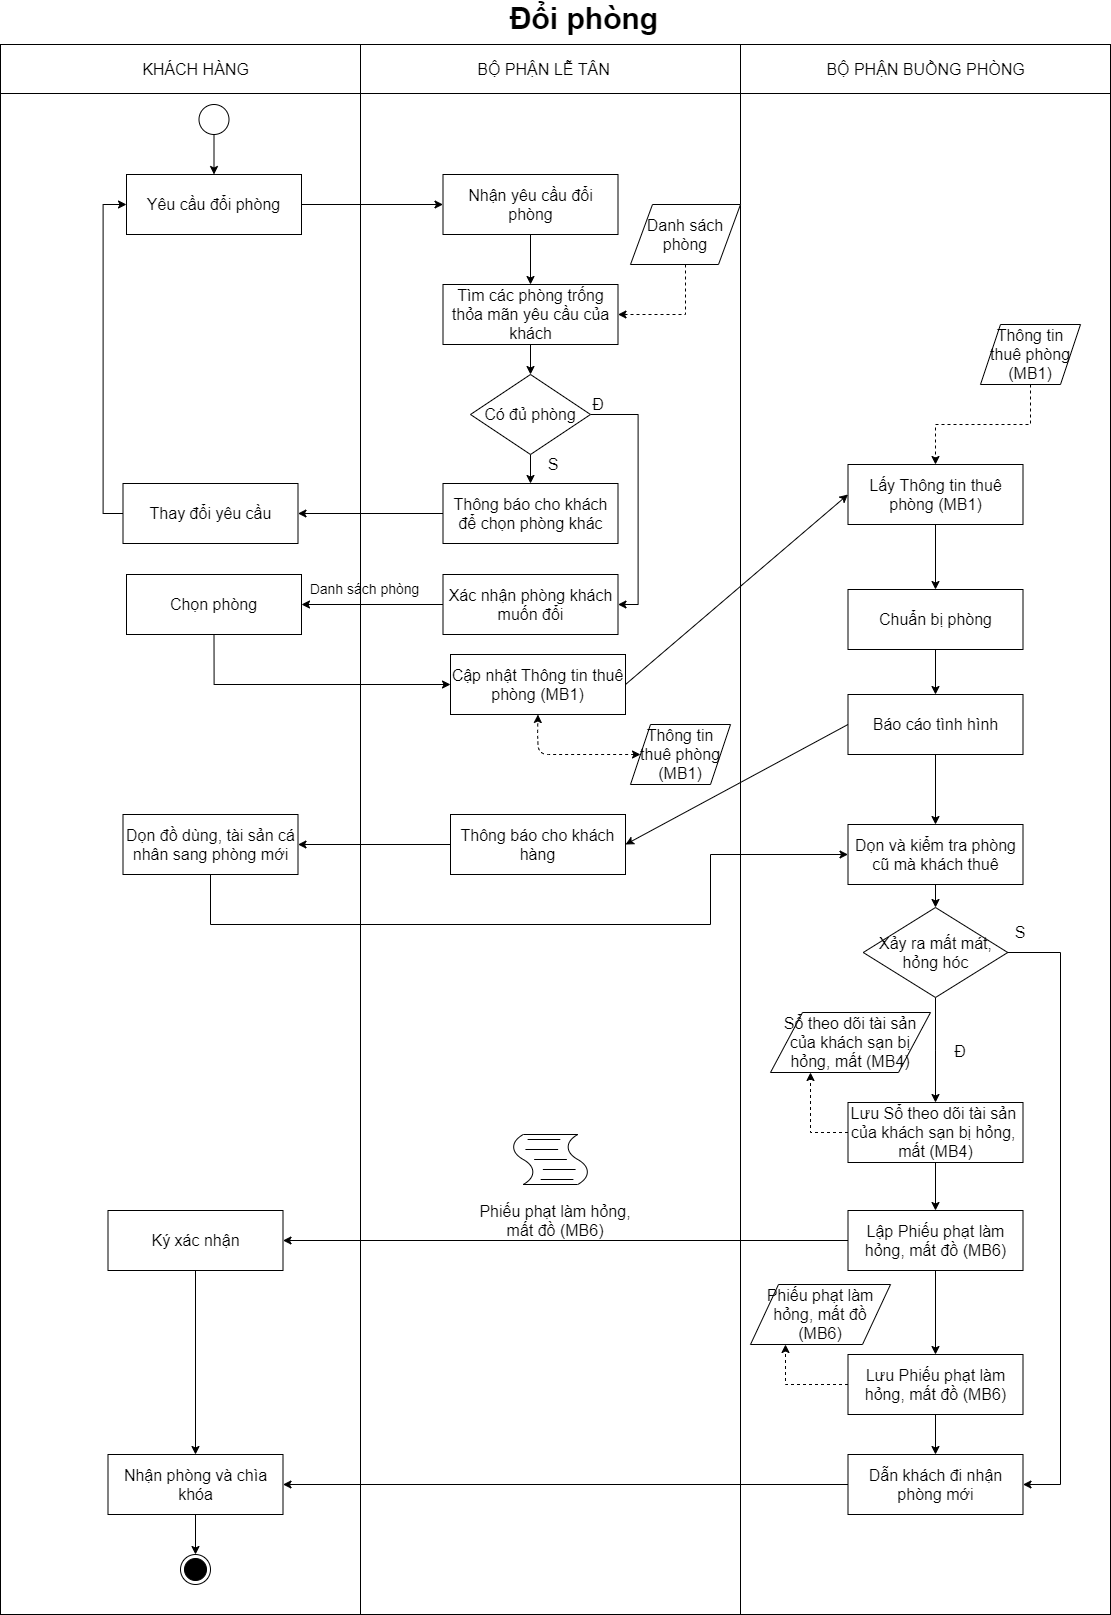 Đổi phòng
KHÁCH HÀNG
BỘ PHẬN LỄ TÂN
BỘ PHẬN BUỒNG PHÒNG
Yêu cầu đổi phòng
Nhận yêu cầu đổi
phòng
Danh sách
phòng
Tìm các phòng trống
thỏa mãn yêu cầu của
khách
Thông tin
thuê phòng
(MB1)
Có đủ phòng
Đ
S
Thay đổi yêu cầu
Thông báo cho khách
để chọn phòng khác
Lấy Thông tin thuê
phòng (MB1)
Chọn phòng
Danh sách phòng
Xác nhận phòng khách
muốn đổi
Chuẩn bị phòng
Cập nhật Thông tin thuê
phòng (MB1)
Thông tin
thuê phòng
(MB1)
Báo cáo tình hình
Dọn đồ dùng, tài sản cá
nhân sang phòng mới
Thông báo cho khách
hàng
Dọn và kiểm tra phòng
cũ mà khách thuê
Xảy ra mất mát,
hỏng hóc
S
Đ
Sổ theo dõi tài sản
của khách sạn bị
hỏng, mất (MB4)
Lưu Sổ theo dõi tài sản
của khách sạn bị hỏng,
mất (MB4)
Phiếu phạt làm hỏng,
mất đồ (MB6)
Ký xác nhận
Lập Phiếu phạt làm
hỏng, mất đồ (MB6)
Phiếu phạt làm
hỏng, mất đồ
(MB6)
Lưu Phiếu phạt làm
hỏng, mất đồ (MB6)
Nhận phòng và chìa
khóa
Dẫn khách đi nhận
phòng mới